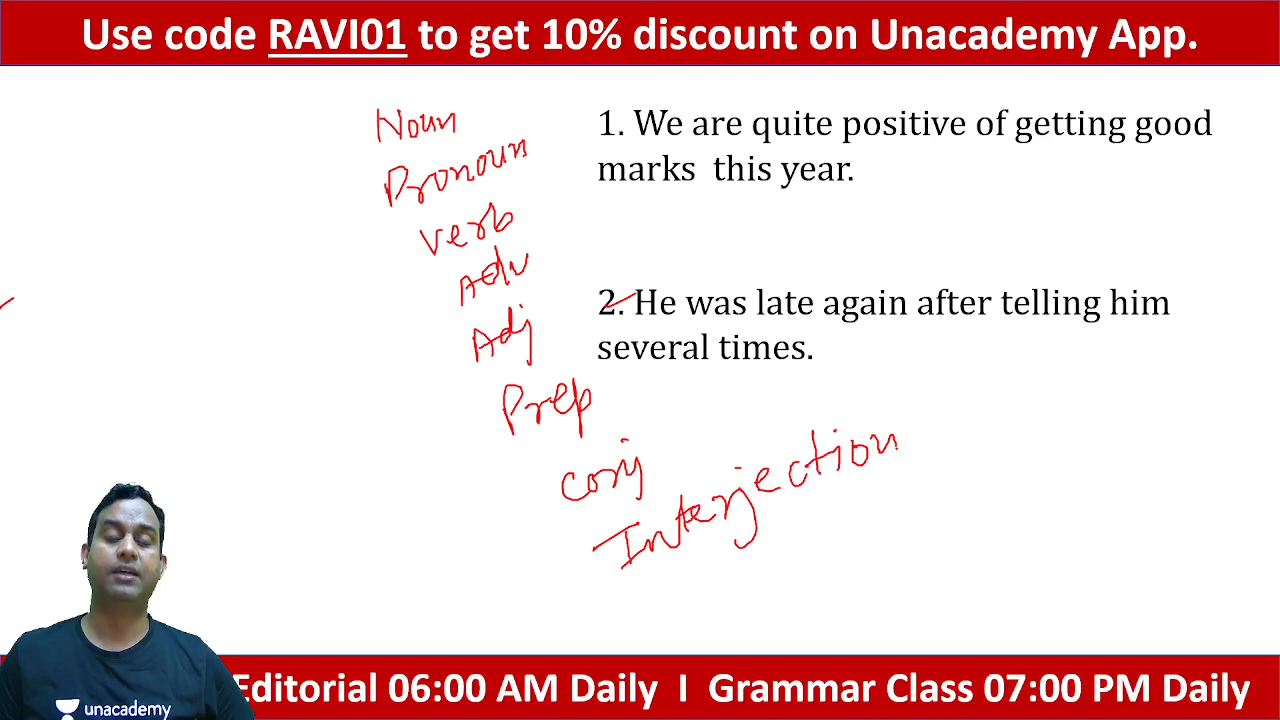 Use code RAVI01 to get 10% discount on Unacademy App.
Noun
Pronoun
Verb
Adv
Adj
Prep
Conj
Interjection
1. We are quite positive of getting good
marks this year.
2. He was late again after telling him
several times.
unacademy
Editorial 06:00 AM Daily I Grammar Class 07:00 PM Daily